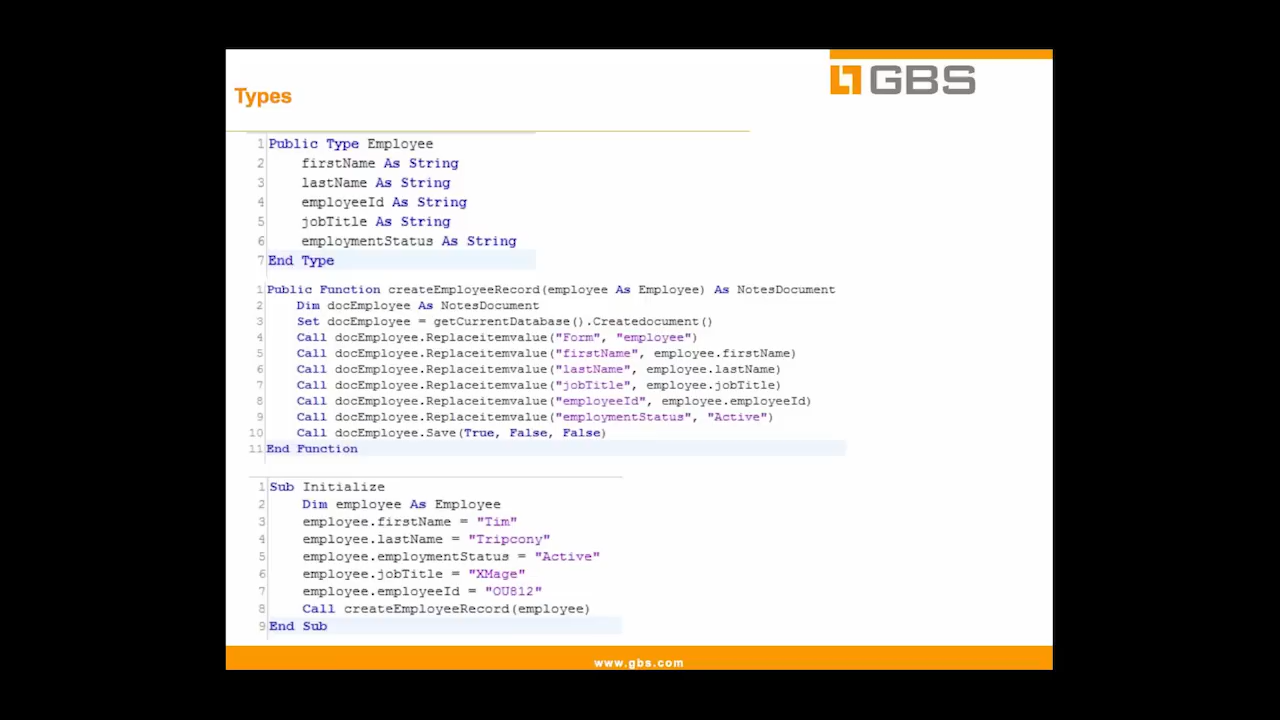 GBS
Types
1 Public Type Employee
2 firstName As String
3 lastName As String
4 employeeId As String
5 jobTitle As String
6 employmentStatus As String
7 End Type
1 Public Function createEmployeeRecord(employee As Employee) As NotesDocument
2 Dim docEmployee As NotesDocument
3 Set docEmployee = getCurrentDatabase().Createdocument()
4 Call docEmployee.Replaceitemvalue("Form", "employee")
5 Call docEmployee.Replaceitemvalue("firstName", employee.firstName)
6 Call docEmployee.Replaceitemvalue("lastName", employee.lastName)
7 Call docEmployee.Replaceitemvalue("jobTitle", employee.jobTitle)
8 Call docEmployee.Replaceitemvalue("employeeId", employee.employeeId)
9 Call docEmployee.Replaceitemvalue("employmentStatus", "Active")
10 Call docEmployee.Save(True, False, False)
11 End Function
1 Sub Initialize
2 Dim employee As Employee
3 employee.firstName = "Tim"
4 employee.lastName = "Tripcony"
5 employee.employmentStatus = "Active"
6 employee.jobTitle = "XMage"
7 employee.employeeId = "OU812"
8 Call createEmployeeRecord(employee)
9 End Sub
www.gbs.com